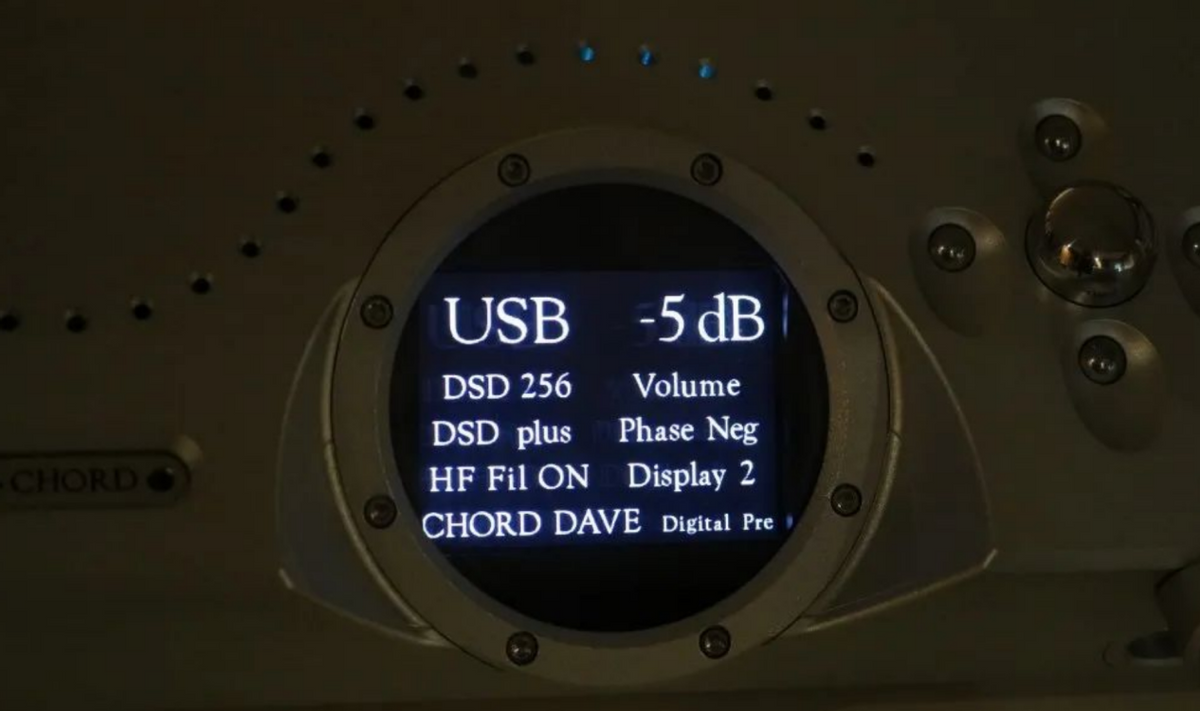 USB -5 dB
DSD 256 Volume
DSD plus Phase Neg
HF Fil ON Display 2
CHORD DAVE Digital Pre
CHORD